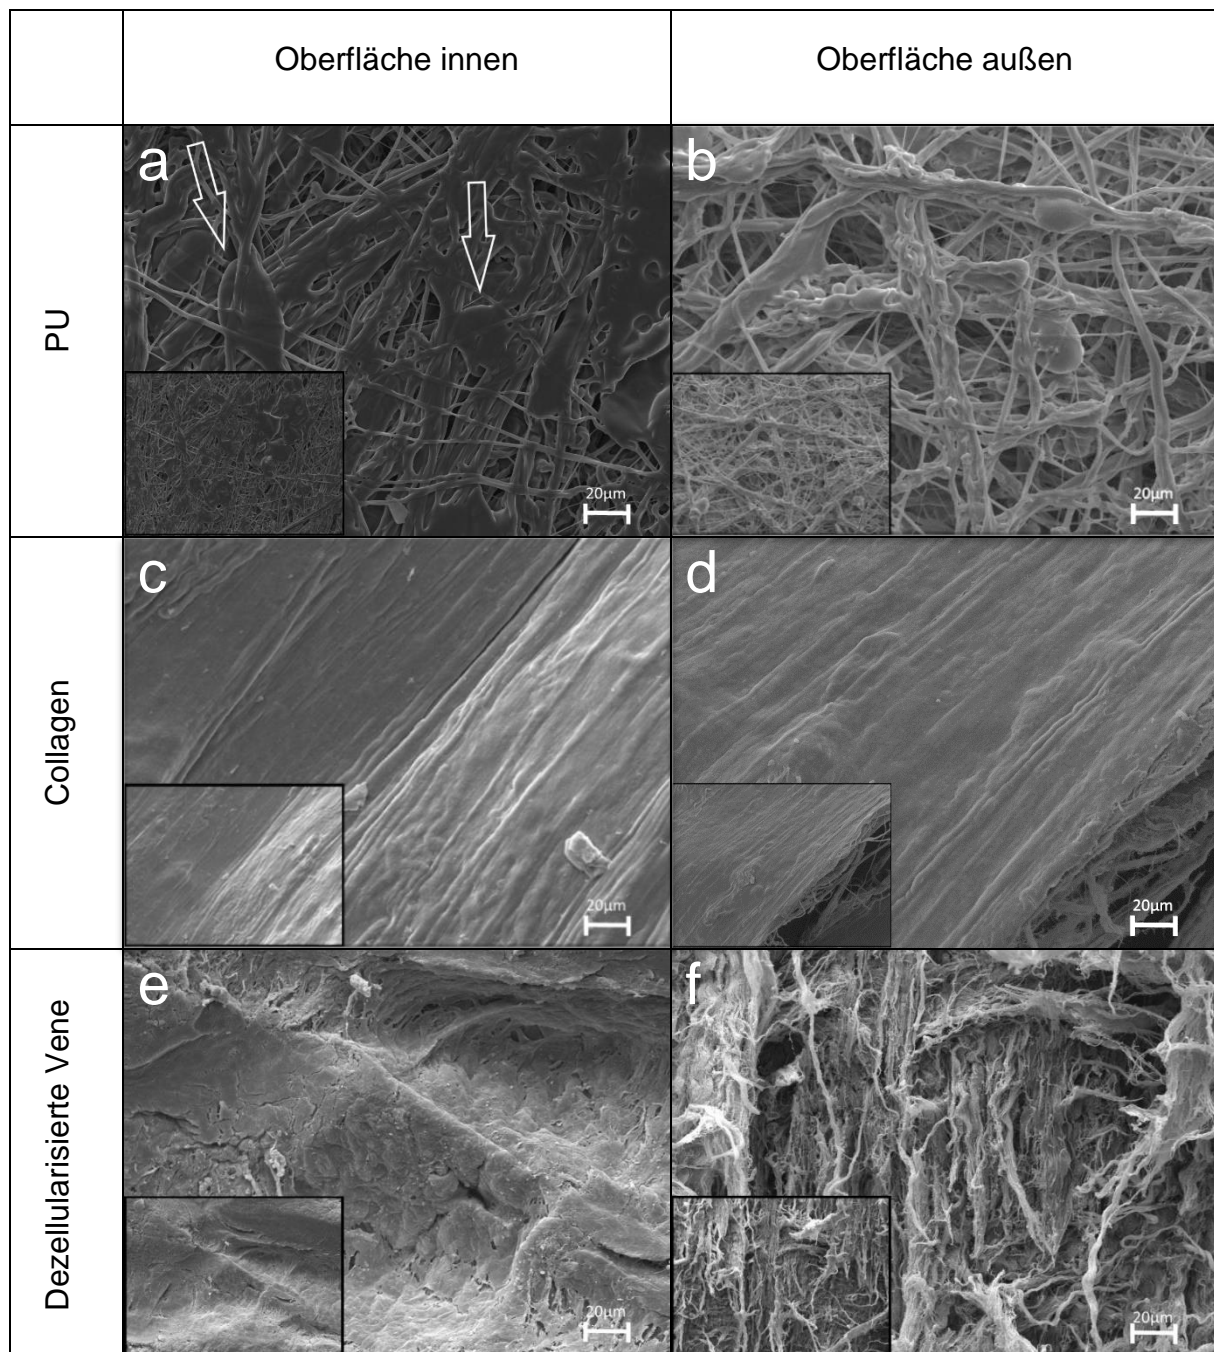 Oberfläche innen
Oberfläche außen
PU
a
20µm
b
20µm
Collagen
c
20µm
d
20µm
Dezellularisierte Vene
e
20µm
f
20µm